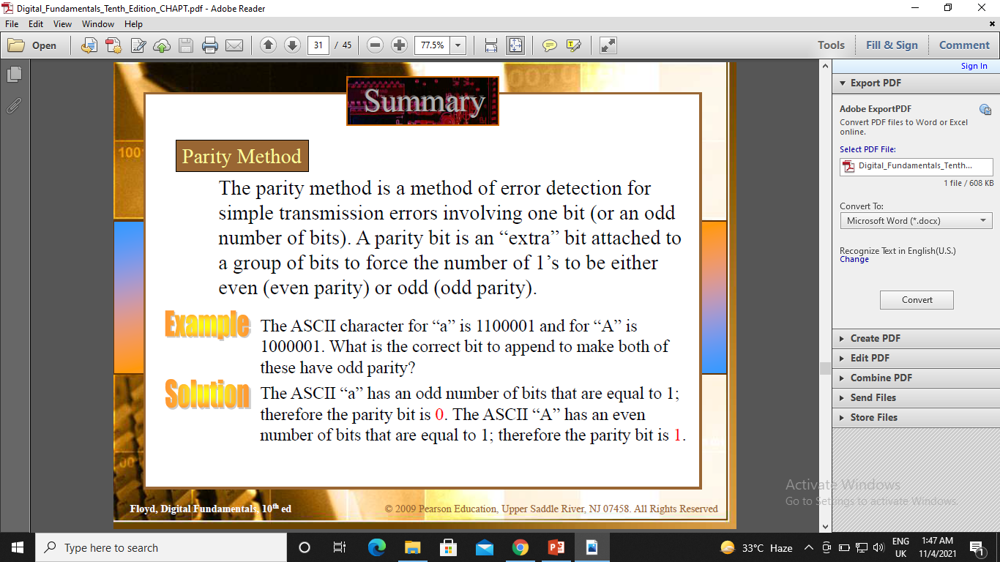 Digital_Fundamentals_Tenth_Edition_CHAPT.pdf - Adobe Reader
File Edit View Window Help
Open 31 / 45 77.5% Tools Fill & Sign Comment
Sign In
Summary
Parity Method
The parity method is a method of error detection for
simple transmission errors involving one bit (or an odd
number of bits). A parity bit is an “extra” bit attached to
a group of bits to force the number of 1’s to be either
even (even parity) or odd (odd parity).
Example
The ASCII character for “a” is 1100001 and for “A” is
1000001. What is the correct bit to append to make both of
these have odd parity?
Solution
The ASCII “a” has an odd number of bits that are equal to 1;
therefore the parity bit is 0. The ASCII “A” has an even
number of bits that are equal to 1; therefore the parity bit is 1.
Floyd, Digital Fundamentals, 10th ed
© 2009 Pearson Education, Upper Saddle River, NJ 07458. All Rights Reserved
Export PDF
Adobe ExportPDF
Convert PDF files to Word or Excel
online.
Select PDF File:
Digital_Fundamentals_Tenth...
1 file / 608 KB
Convert To:
Microsoft Word (*.docx)
Recognize Text in English(U.S.)
Change
Convert
Create PDF
Edit PDF
Combine PDF
Send Files
Store Files
Activate Windows
Go to Settings to activate Windows.
Type here to search
33°C Haze
ENG
UK
1:47 AM
11/4/2021
1